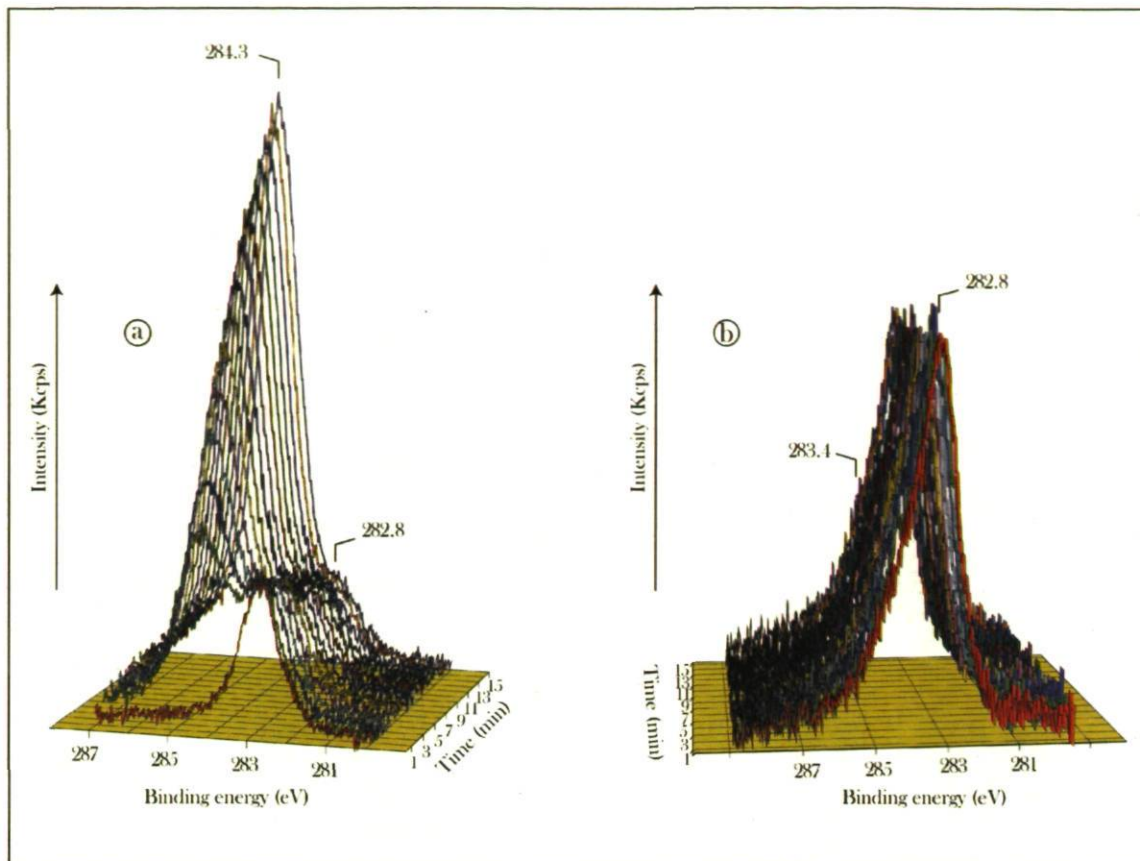 284.3
282.8
a
Intensity (Kcps)
282.8
287
285
283
281
1 3 5 7 9 11 13 15
Time (min)
Binding energy (eV)
282.8
283.4
b
Intensity (Kcps)
Time (min)
1
287
285
283
281
Binding energy (eV)